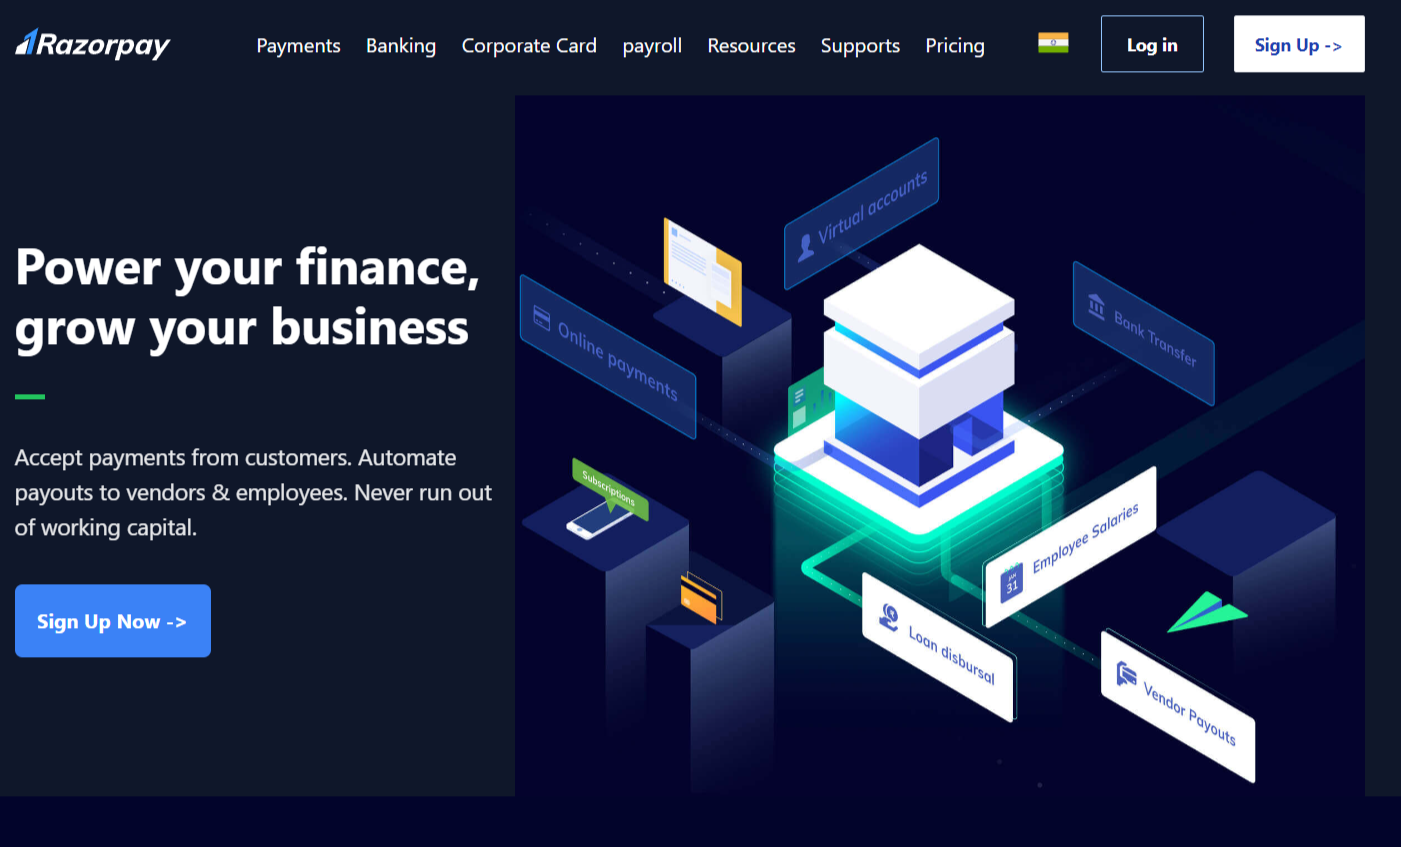 Razorpay
Payments Banking Corporate Card payroll Resources Supports Pricing
Log in
Sign Up ->
Power your finance,
grow your business
Accept payments from customers. Automate
payouts to vendors & employees. Never run out
of working capital.
Sign Up Now ->
Virtual accounts
Online payments
Bank Transfer
Subscriptions
Employee Salaries
JAN
31
Loan disbursal
Vendor Payouts